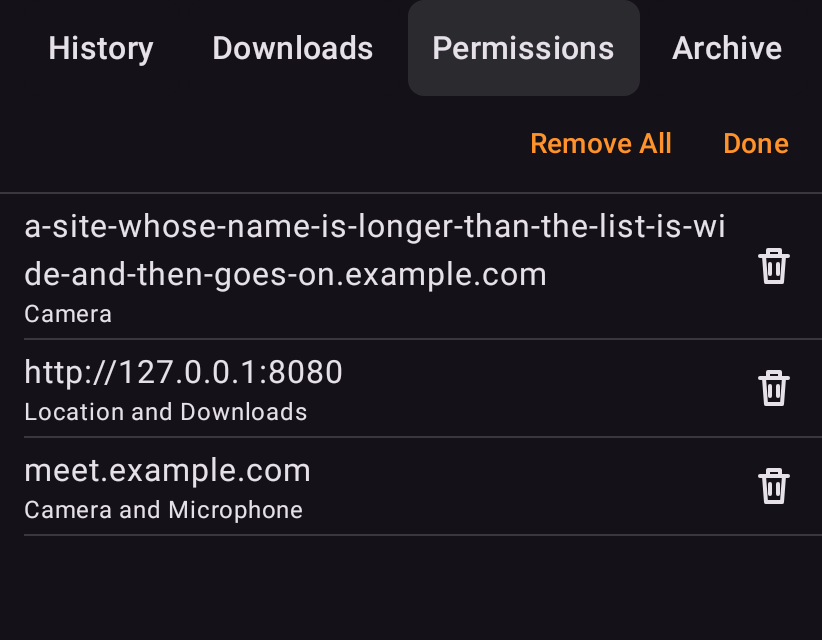 History Downloads Permissions Archive
Remove All Done
a-site-whose-name-is-longer-than-the-list-is-wi
de-and-then-goes-on.example.com
Camera
http://127.0.0.1:8080
Location and Downloads
meet.example.com
Camera and Microphone